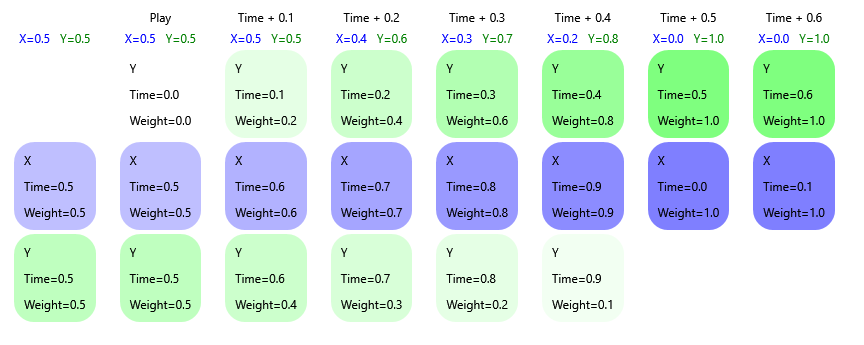 Play Time + 0.1 Time + 0.2 Time + 0.3 Time + 0.4 Time + 0.5 Time + 0.6
X=0.5 Y=0.5 X=0.5 Y=0.5 X=0.5 Y=0.5 X=0.4 Y=0.6 X=0.3 Y=0.7 X=0.2 Y=0.8 X=0.0 Y=1.0 X=0.0 Y=1.0
Y Y Y Y Y Y Y
Time=0.0 Time=0.1 Time=0.2 Time=0.3 Time=0.4 Time=0.5 Time=0.6
Weight=0.0 Weight=0.2 Weight=0.4 Weight=0.6 Weight=0.8 Weight=1.0 Weight=1.0
X X X X X X X X
Time=0.5 Time=0.5 Time=0.6 Time=0.7 Time=0.8 Time=0.9 Time=0.0 Time=0.1
Weight=0.5 Weight=0.5 Weight=0.6 Weight=0.7 Weight=0.8 Weight=0.9 Weight=1.0 Weight=1.0
Y Y Y Y Y Y
Time=0.5 Time=0.5 Time=0.6 Time=0.7 Time=0.8 Time=0.9
Weight=0.5 Weight=0.5 Weight=0.4 Weight=0.3 Weight=0.2 Weight=0.1